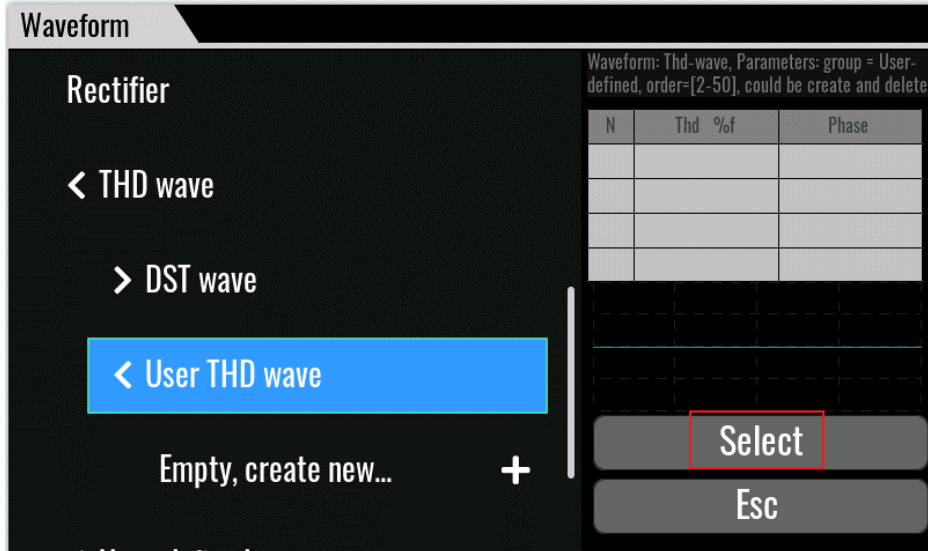 Waveform
Rectifier
THD wave
DST wave
User THD wave
Empty, create new...
Waveform: Thd-wave, Parameters: group = User-
defined, order=[2-50], could be create and delete
N Thd %f Phase
Select
Esc